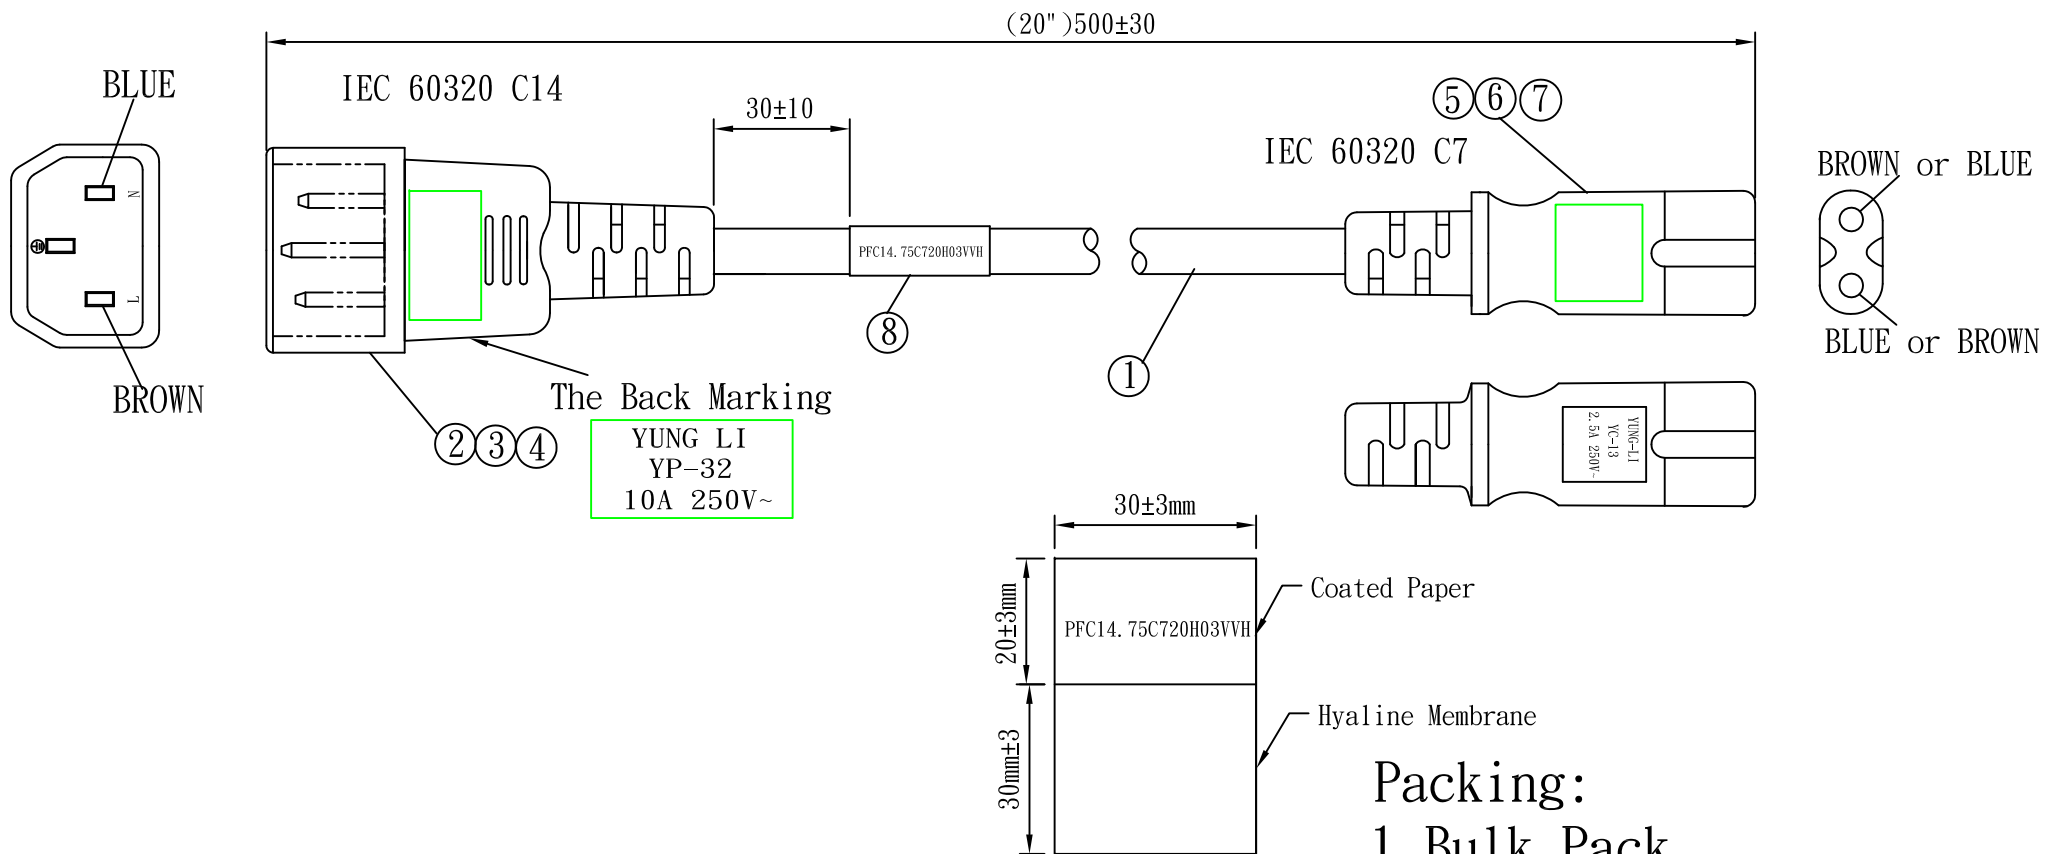 (20")500±30
BLUE
IEC 60320 C14
30±10
⑤⑥⑦
IEC 60320 C7
BROWN or BLUE
N
PFC14.75C720H03VVH
L
⑧
BLUE or BROWN
①
BROWN
The Back Marking
②③④
YUNG LI
YP-32
10A 250V~
YUNG-LI
YC-13
2.5A 250V~
30±3mm
20±3mm
Coated Paper
PFC14.75C720H03VVH
30mm±3
Hyaline Membrane
Packing:
1 Bulk Pack